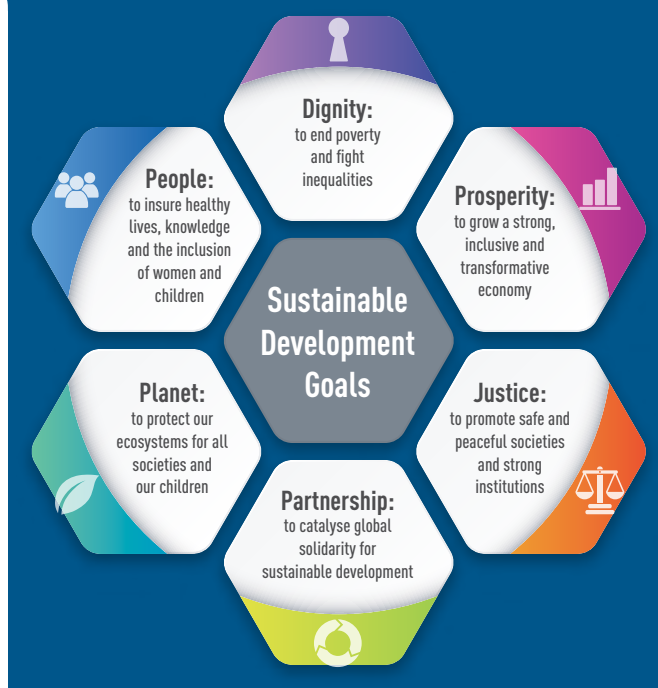 Dignity:
to end poverty
and fight
inequalities
People:
to insure healthy
lives, knowledge
and the inclusion
of women and
children
Prosperity:
to grow a strong,
inclusive and
transformative
economy
Sustainable
Development
Goals
Planet:
to protect our
ecosystems for all
societies and
our children
Justice:
to promote safe and
peaceful societies
and strong
institutions
Partnership:
to catalyse global
solidarity for
sustainable development